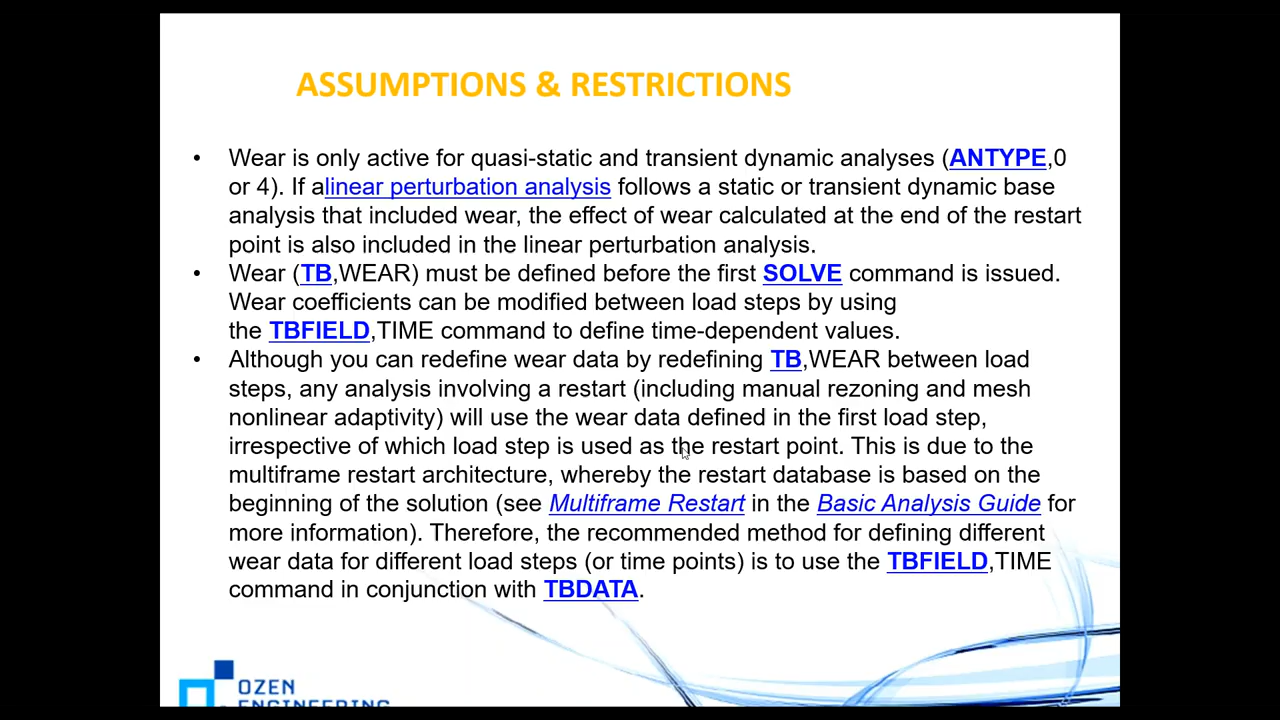 ASSUMPTIONS & RESTRICTIONS
• Wear is only active for quasi-static and transient dynamic analyses (ANTYPE,0
or 4). If alinear perturbation analysis follows a static or transient dynamic base
analysis that included wear, the effect of wear calculated at the end of the restart
point is also included in the linear perturbation analysis.
• Wear (TB,WEAR) must be defined before the first SOLVE command is issued.
Wear coefficients can be modified between load steps by using
the TBFIELD,TIME command to define time-dependent values.
• Although you can redefine wear data by redefining TB,WEAR between load
steps, any analysis involving a restart (including manual rezoning and mesh
nonlinear adaptivity) will use the wear data defined in the first load step,
irrespective of which load step is used as the restart point. This is due to the
multiframe restart architecture, whereby the restart database is based on the
beginning of the solution (see Multiframe Restart in the Basic Analysis Guide for
more information). Therefore, the recommended method for defining different
wear data for different load steps (or time points) is to use the TBFIELD,TIME
command in conjunction with TBDATA.
OZEN
ENGINEERING